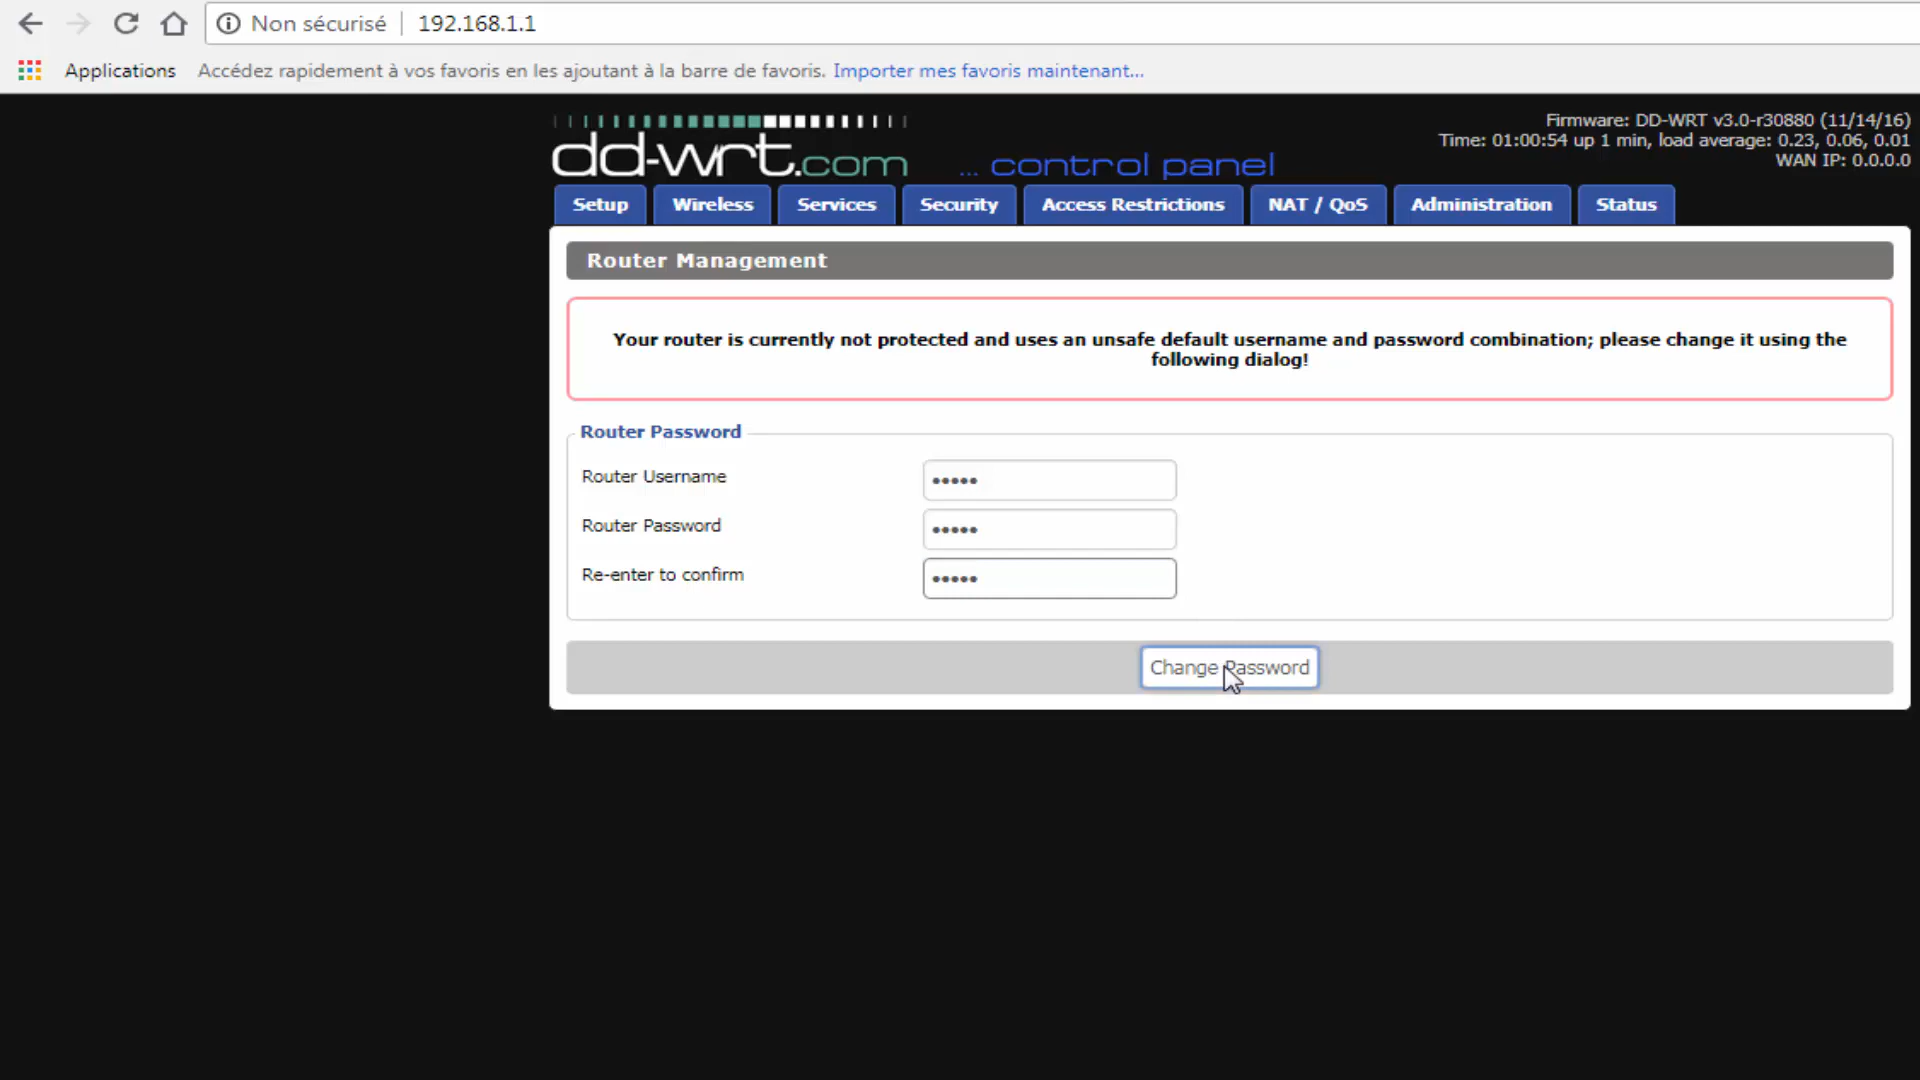 Non sécurisé 192.168.1.1
Applications Accédez rapidement à vos favoris en les ajoutant à la barre de favoris. Importer mes favoris maintenant...
Firmware: DD-WRT v3.0-r30880 (11/14/16)
Time: 01:00:54 up 1 min, load average: 0.23, 0.06, 0.01
WAN IP: 0.0.0.0
dd-wrt.com ... control panel
Setup Wireless Services Security Access Restrictions NAT / QoS Administration Status
Router Management
Your router is currently not protected and uses an unsafe default username and password combination; please change it using the
following dialog!
Router Password
Router Username •••••
Router Password •••••
Re-enter to confirm •••••
Change Password